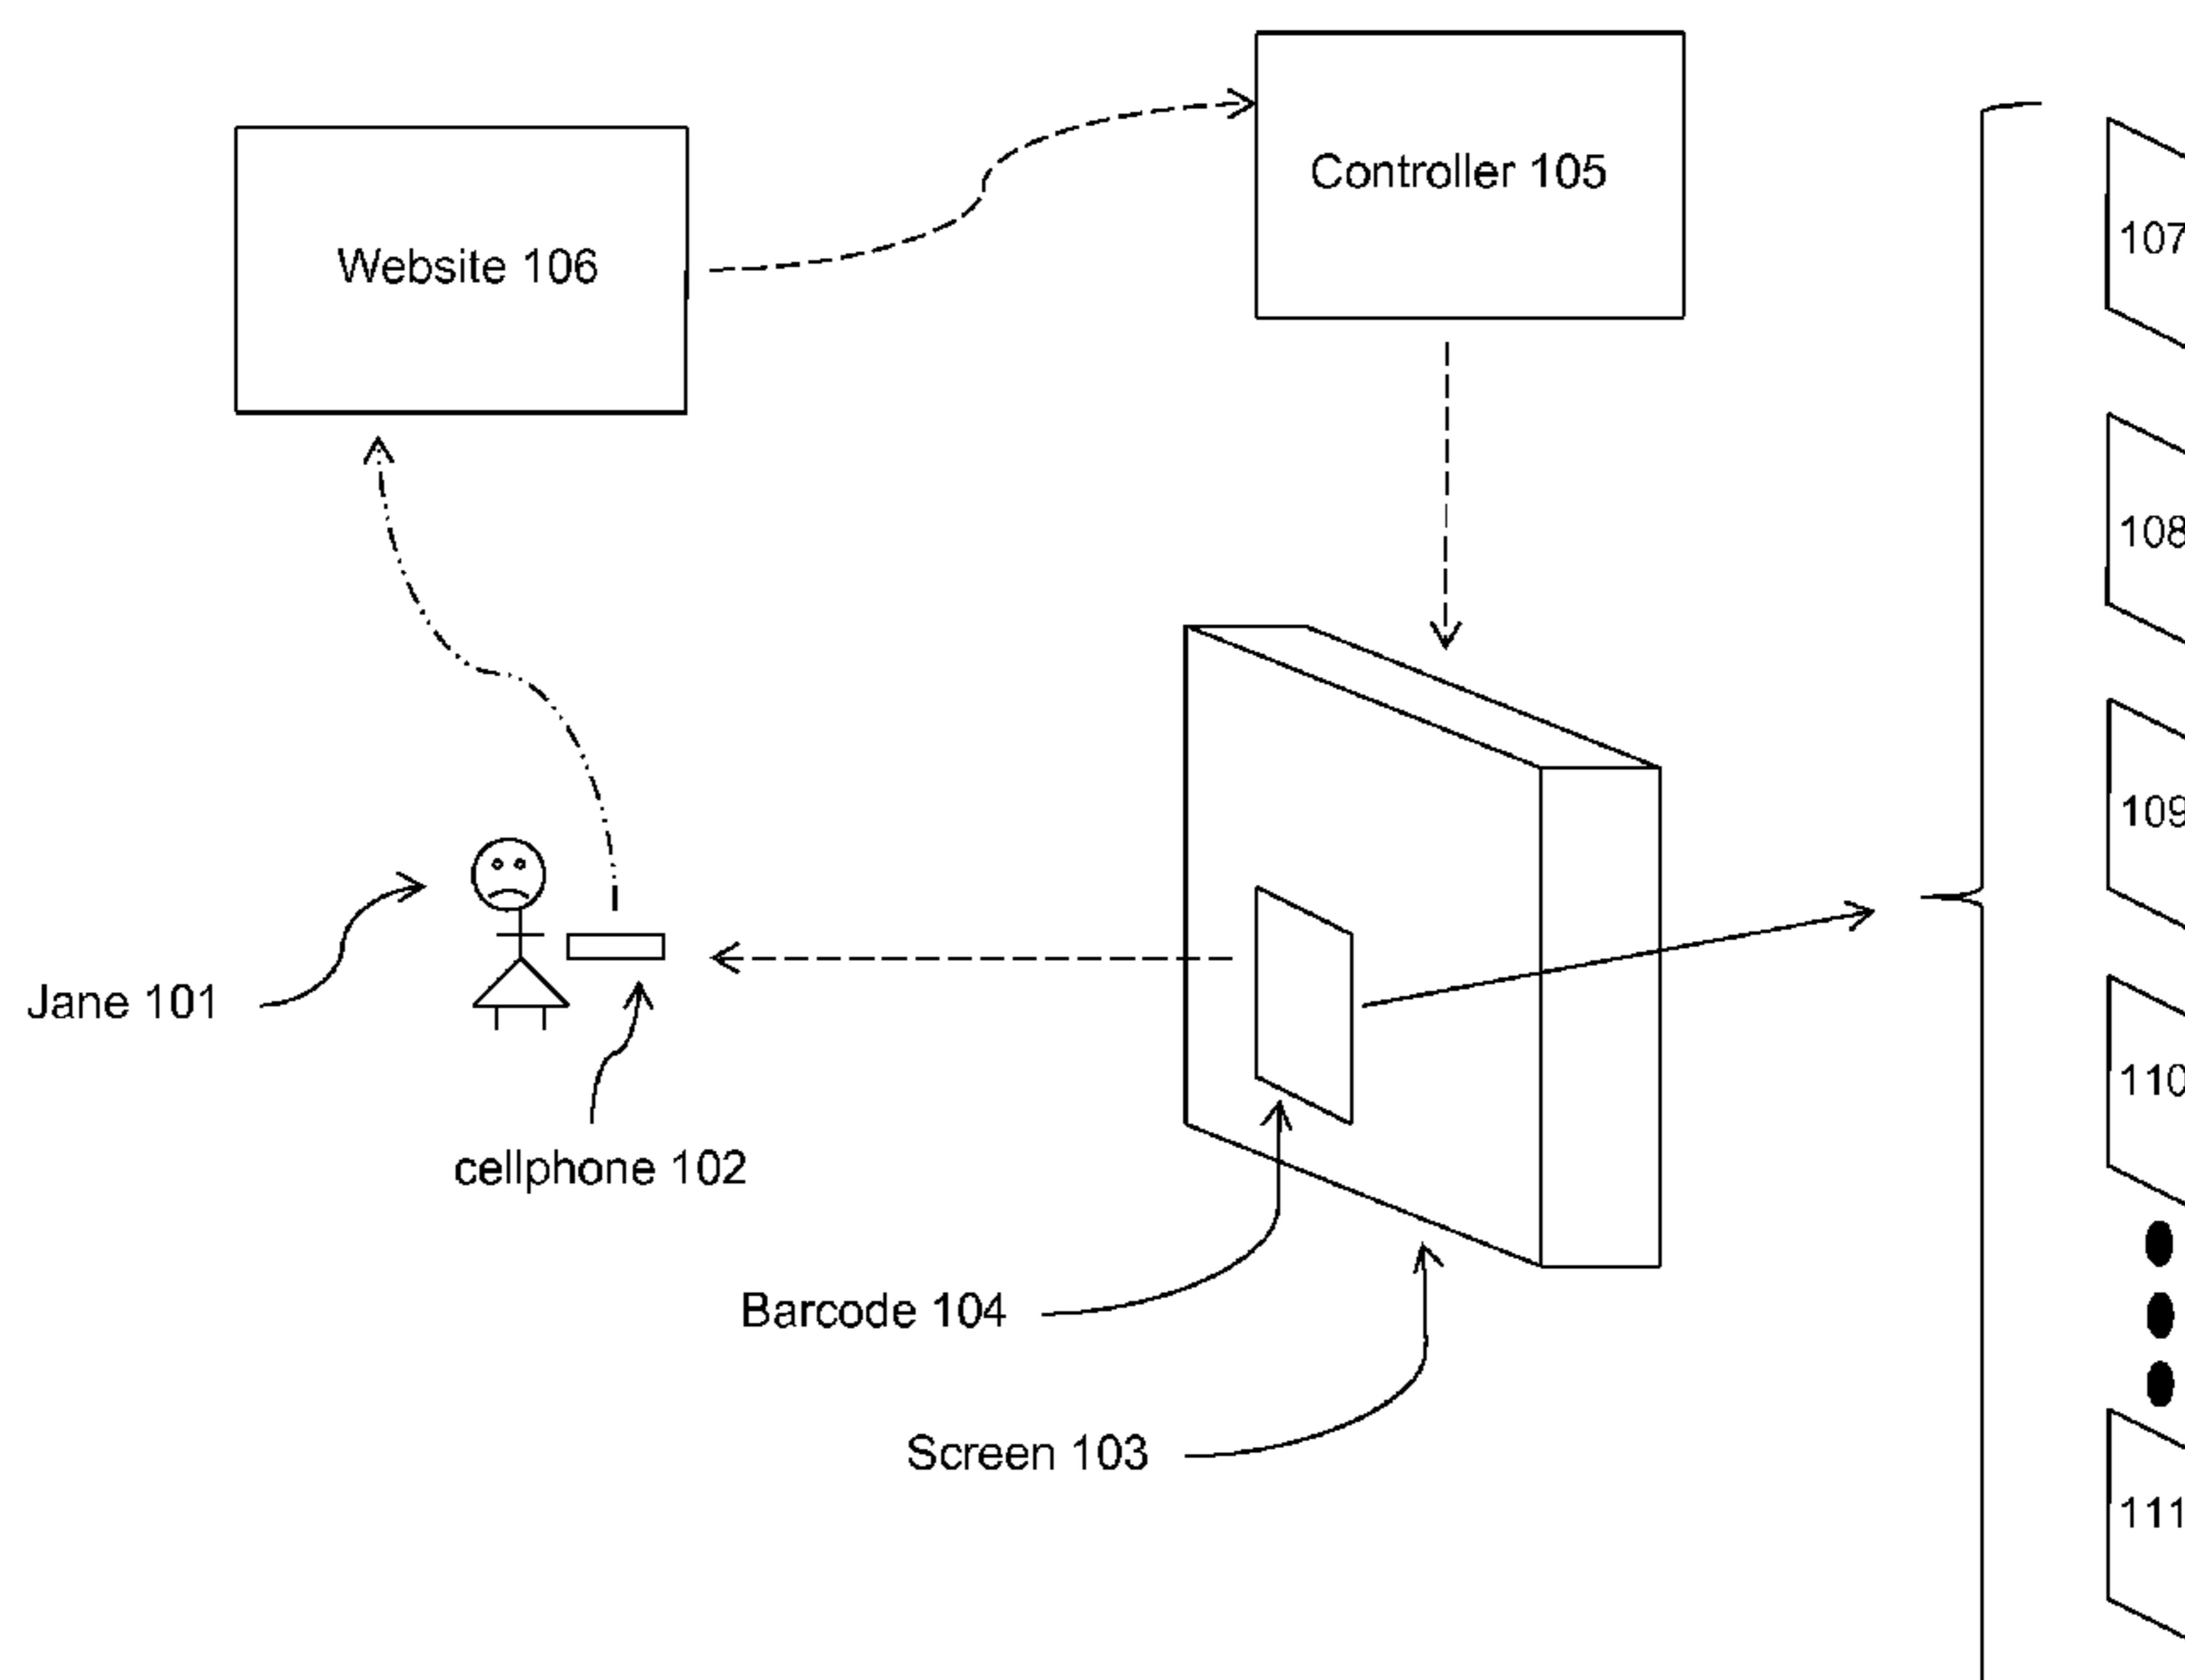 Controller 105
Website 106
107
108
109
110
111
Jane 101
cellphone 102
Barcode 104
Screen 103